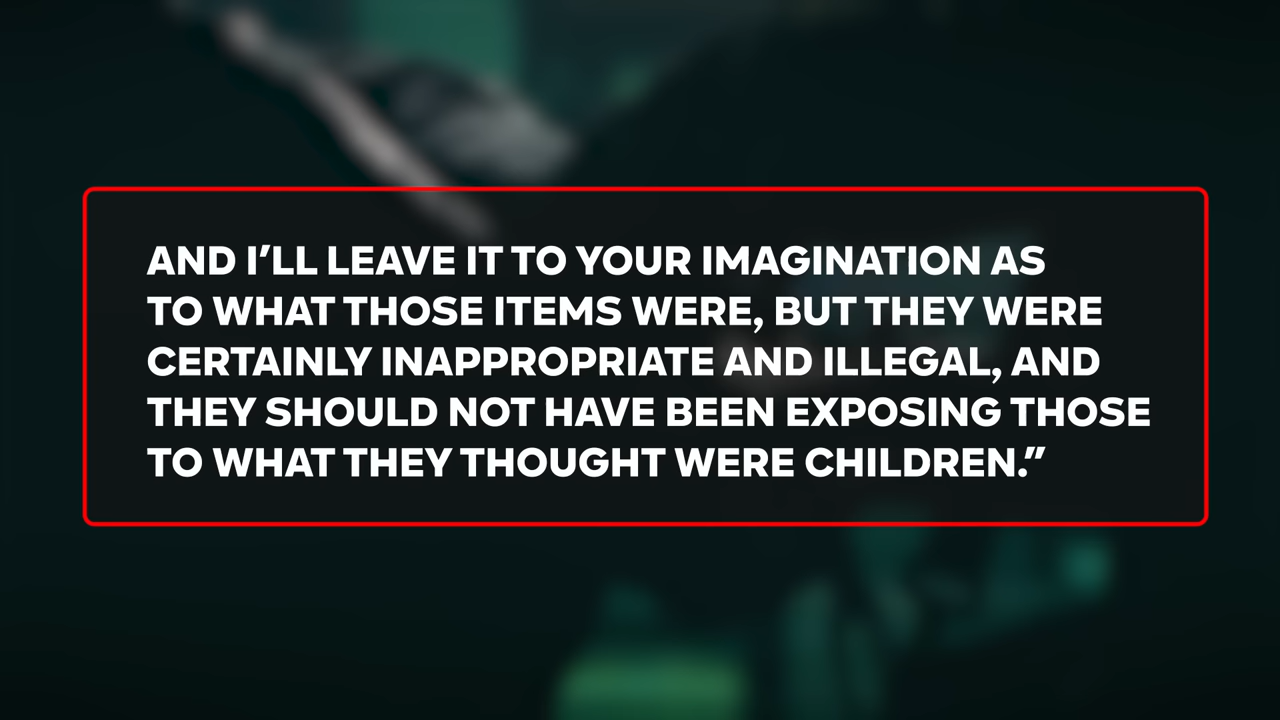 AND I’LL LEAVE IT TO YOUR IMAGINATION AS
TO WHAT THOSE ITEMS WERE, BUT THEY WERE
CERTAINLY INAPPROPRIATE AND ILLEGAL, AND
THEY SHOULD NOT HAVE BEEN EXPOSING THOSE
TO WHAT THEY THOUGHT WERE CHILDREN.”